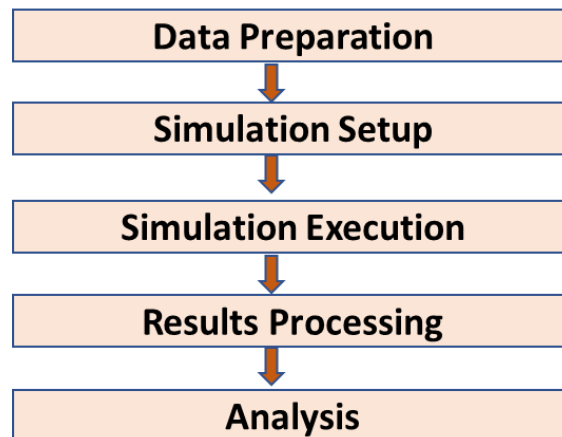 Data Preparation
Simulation Setup
Simulation Execution
Results Processing
Analysis